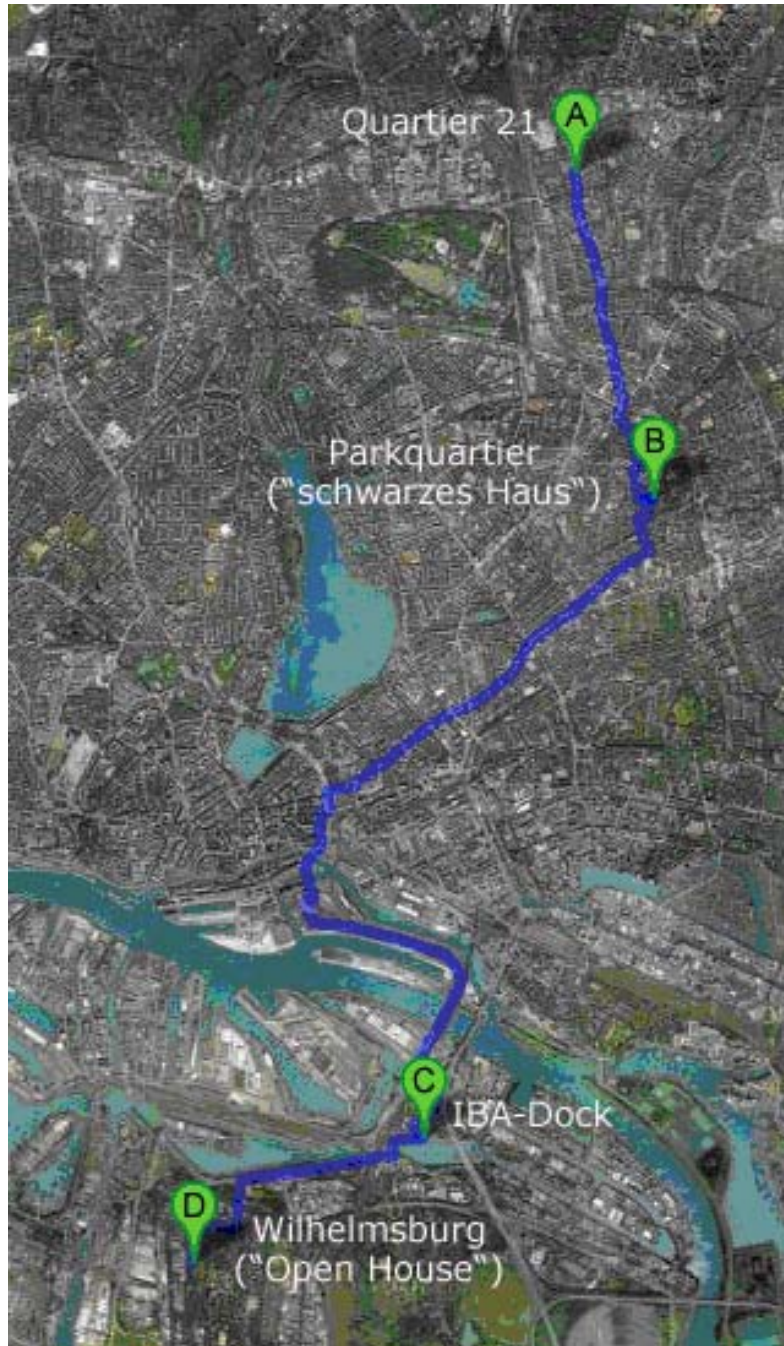 A
Quartier 21
B
Parkquartier
(“schwarzes Haus“)
C
IBA-Dock
D
Wilhelmsburg
(“Open House“)